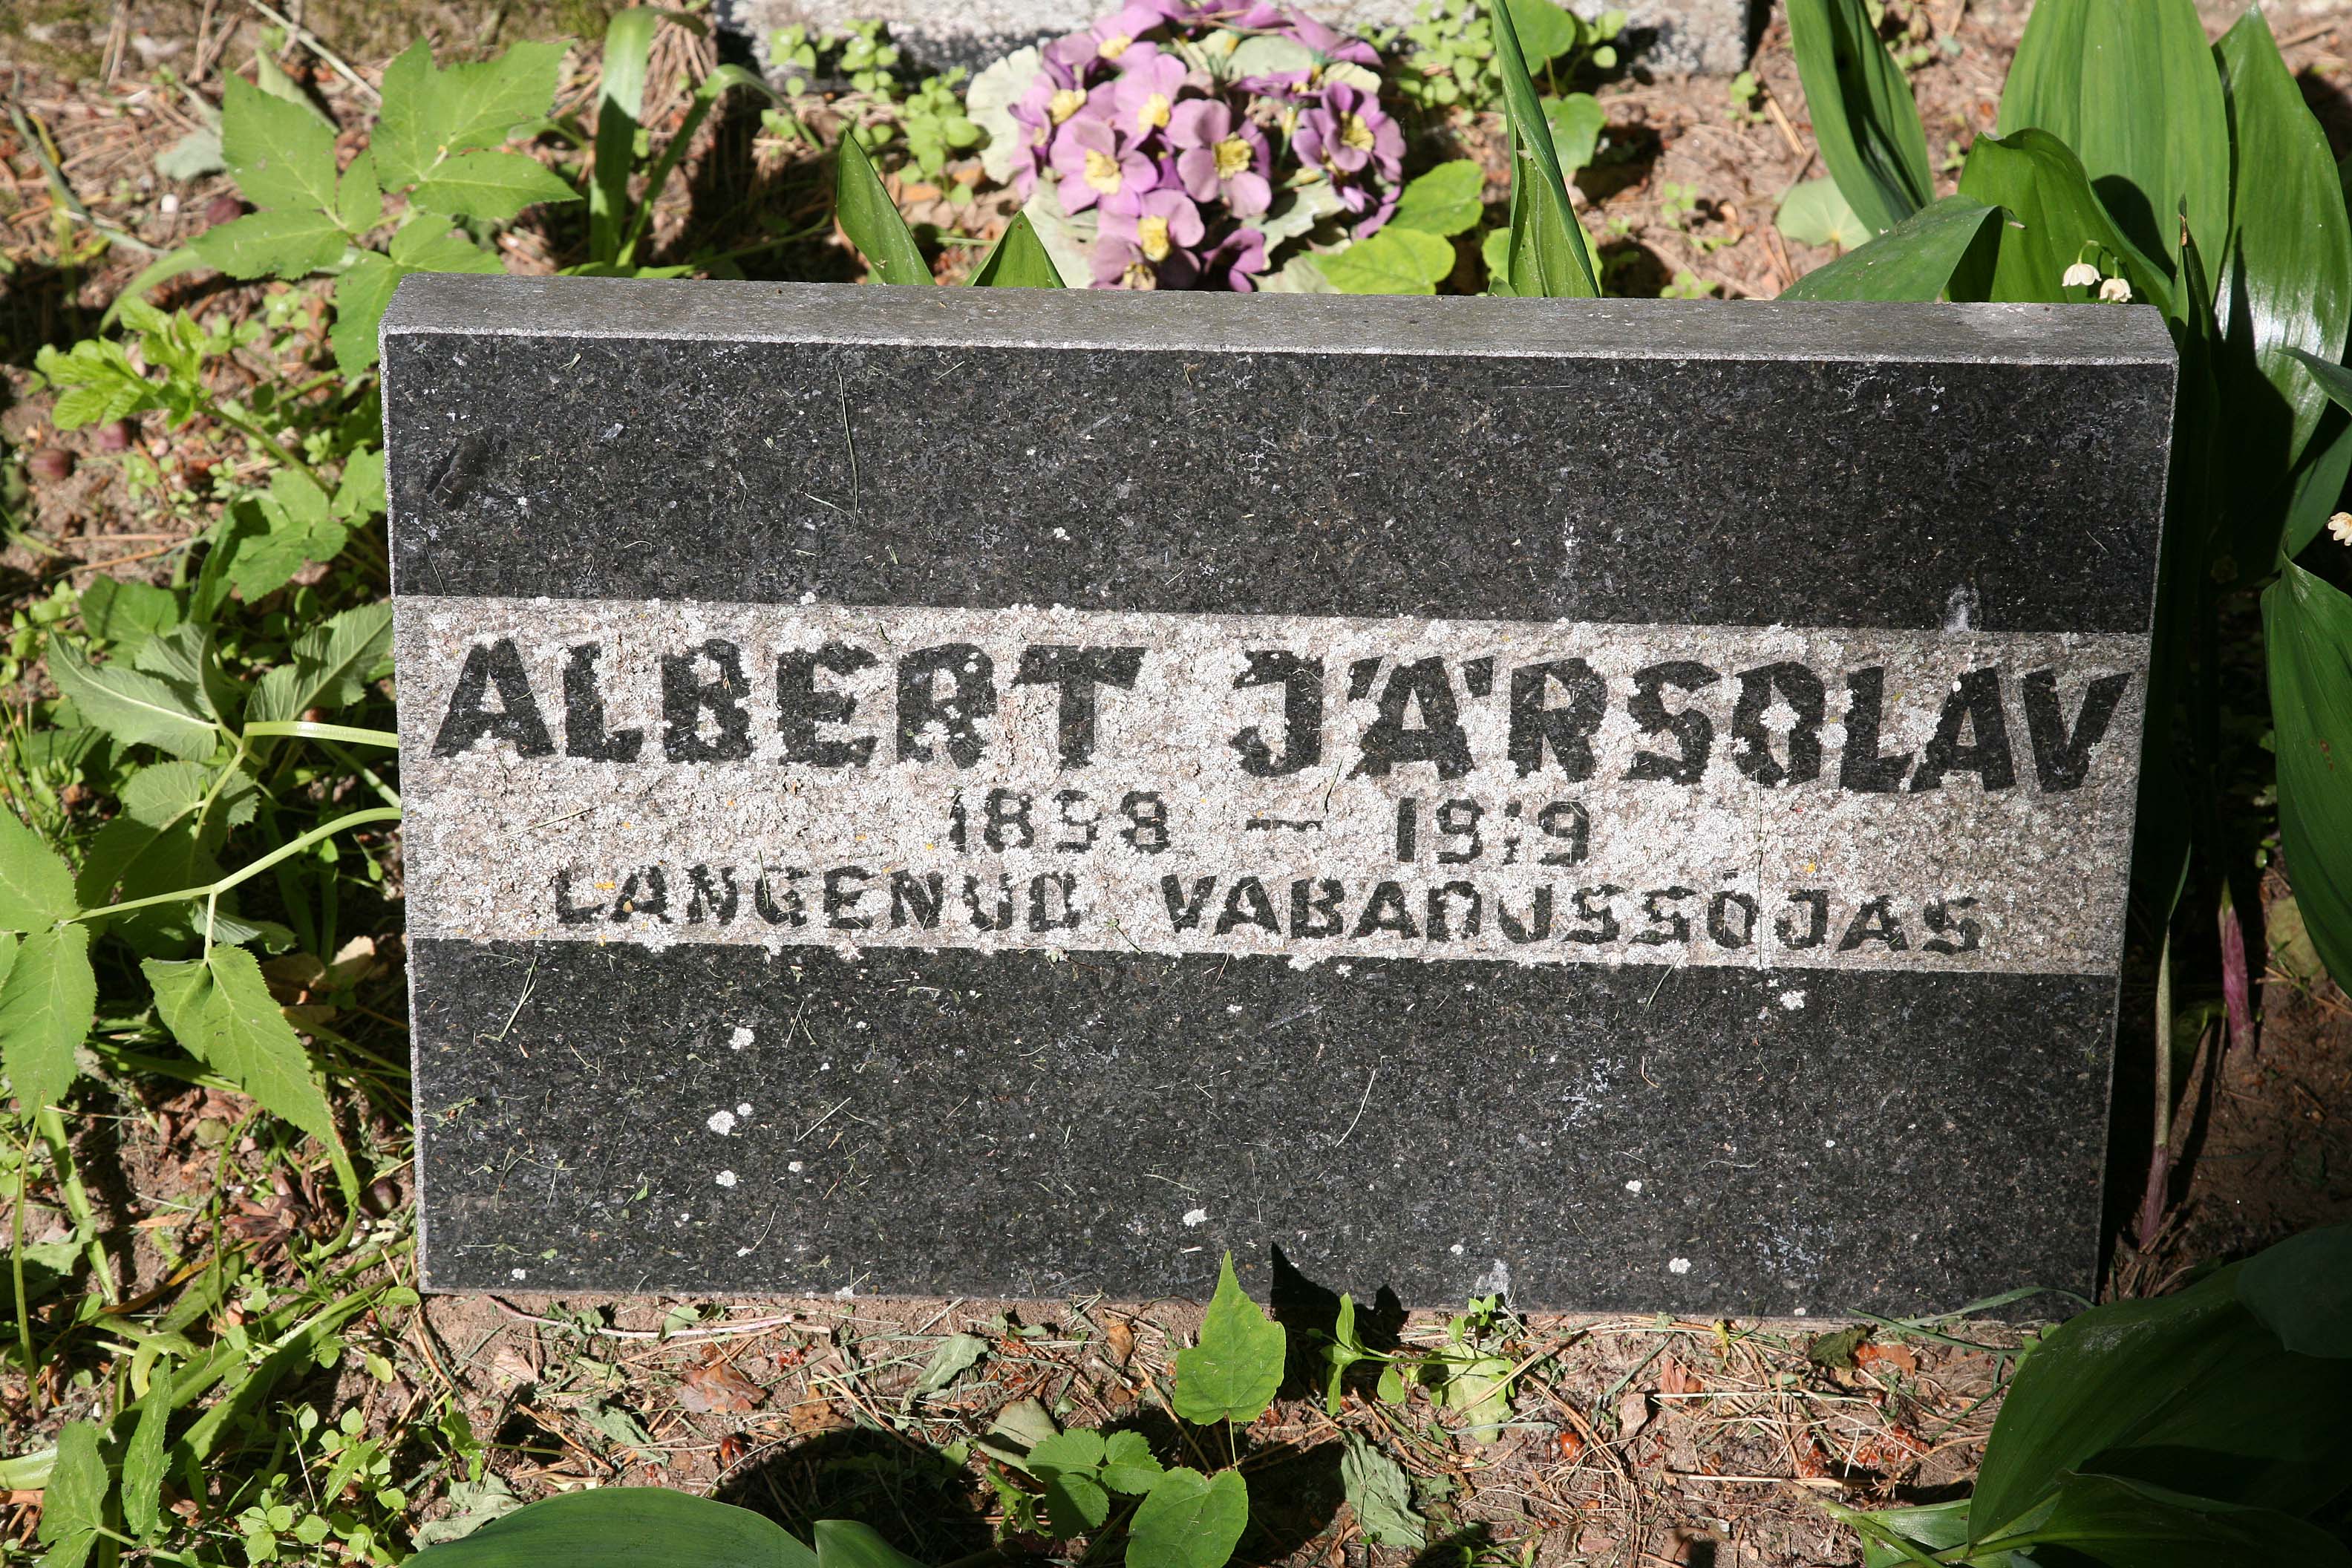 ALBERT JÄRSOLAV
1898 — 1919
LANGENUD VABADUSSÕJAS